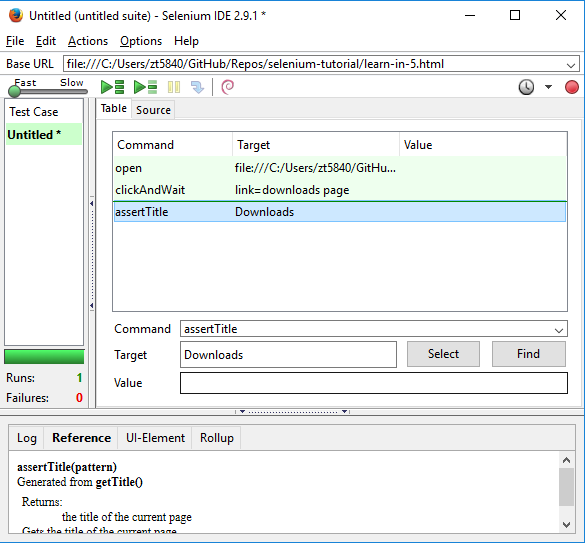 Untitled (untitled suite) - Selenium IDE 2.9.1 *
File Edit Actions Options Help
Base URL file:///C:/Users/zt5840/GitHub/Repos/selenium-tutorial/learn-in-5.html
Fast Slow
Test Case
Untitled *
Table Source
Command Target Value
open file:///C:/Users/zt5840/GitHu...
clickAndWait link=downloads page
assertTitle Downloads
Command assertTitle
Target Downloads Select Find
Value
Runs: 1
Failures: 0
Log Reference UI-Element Rollup
assertTitle(pattern)
Generated from getTitle()
Returns:
the title of the current page
Gets the title of the current page